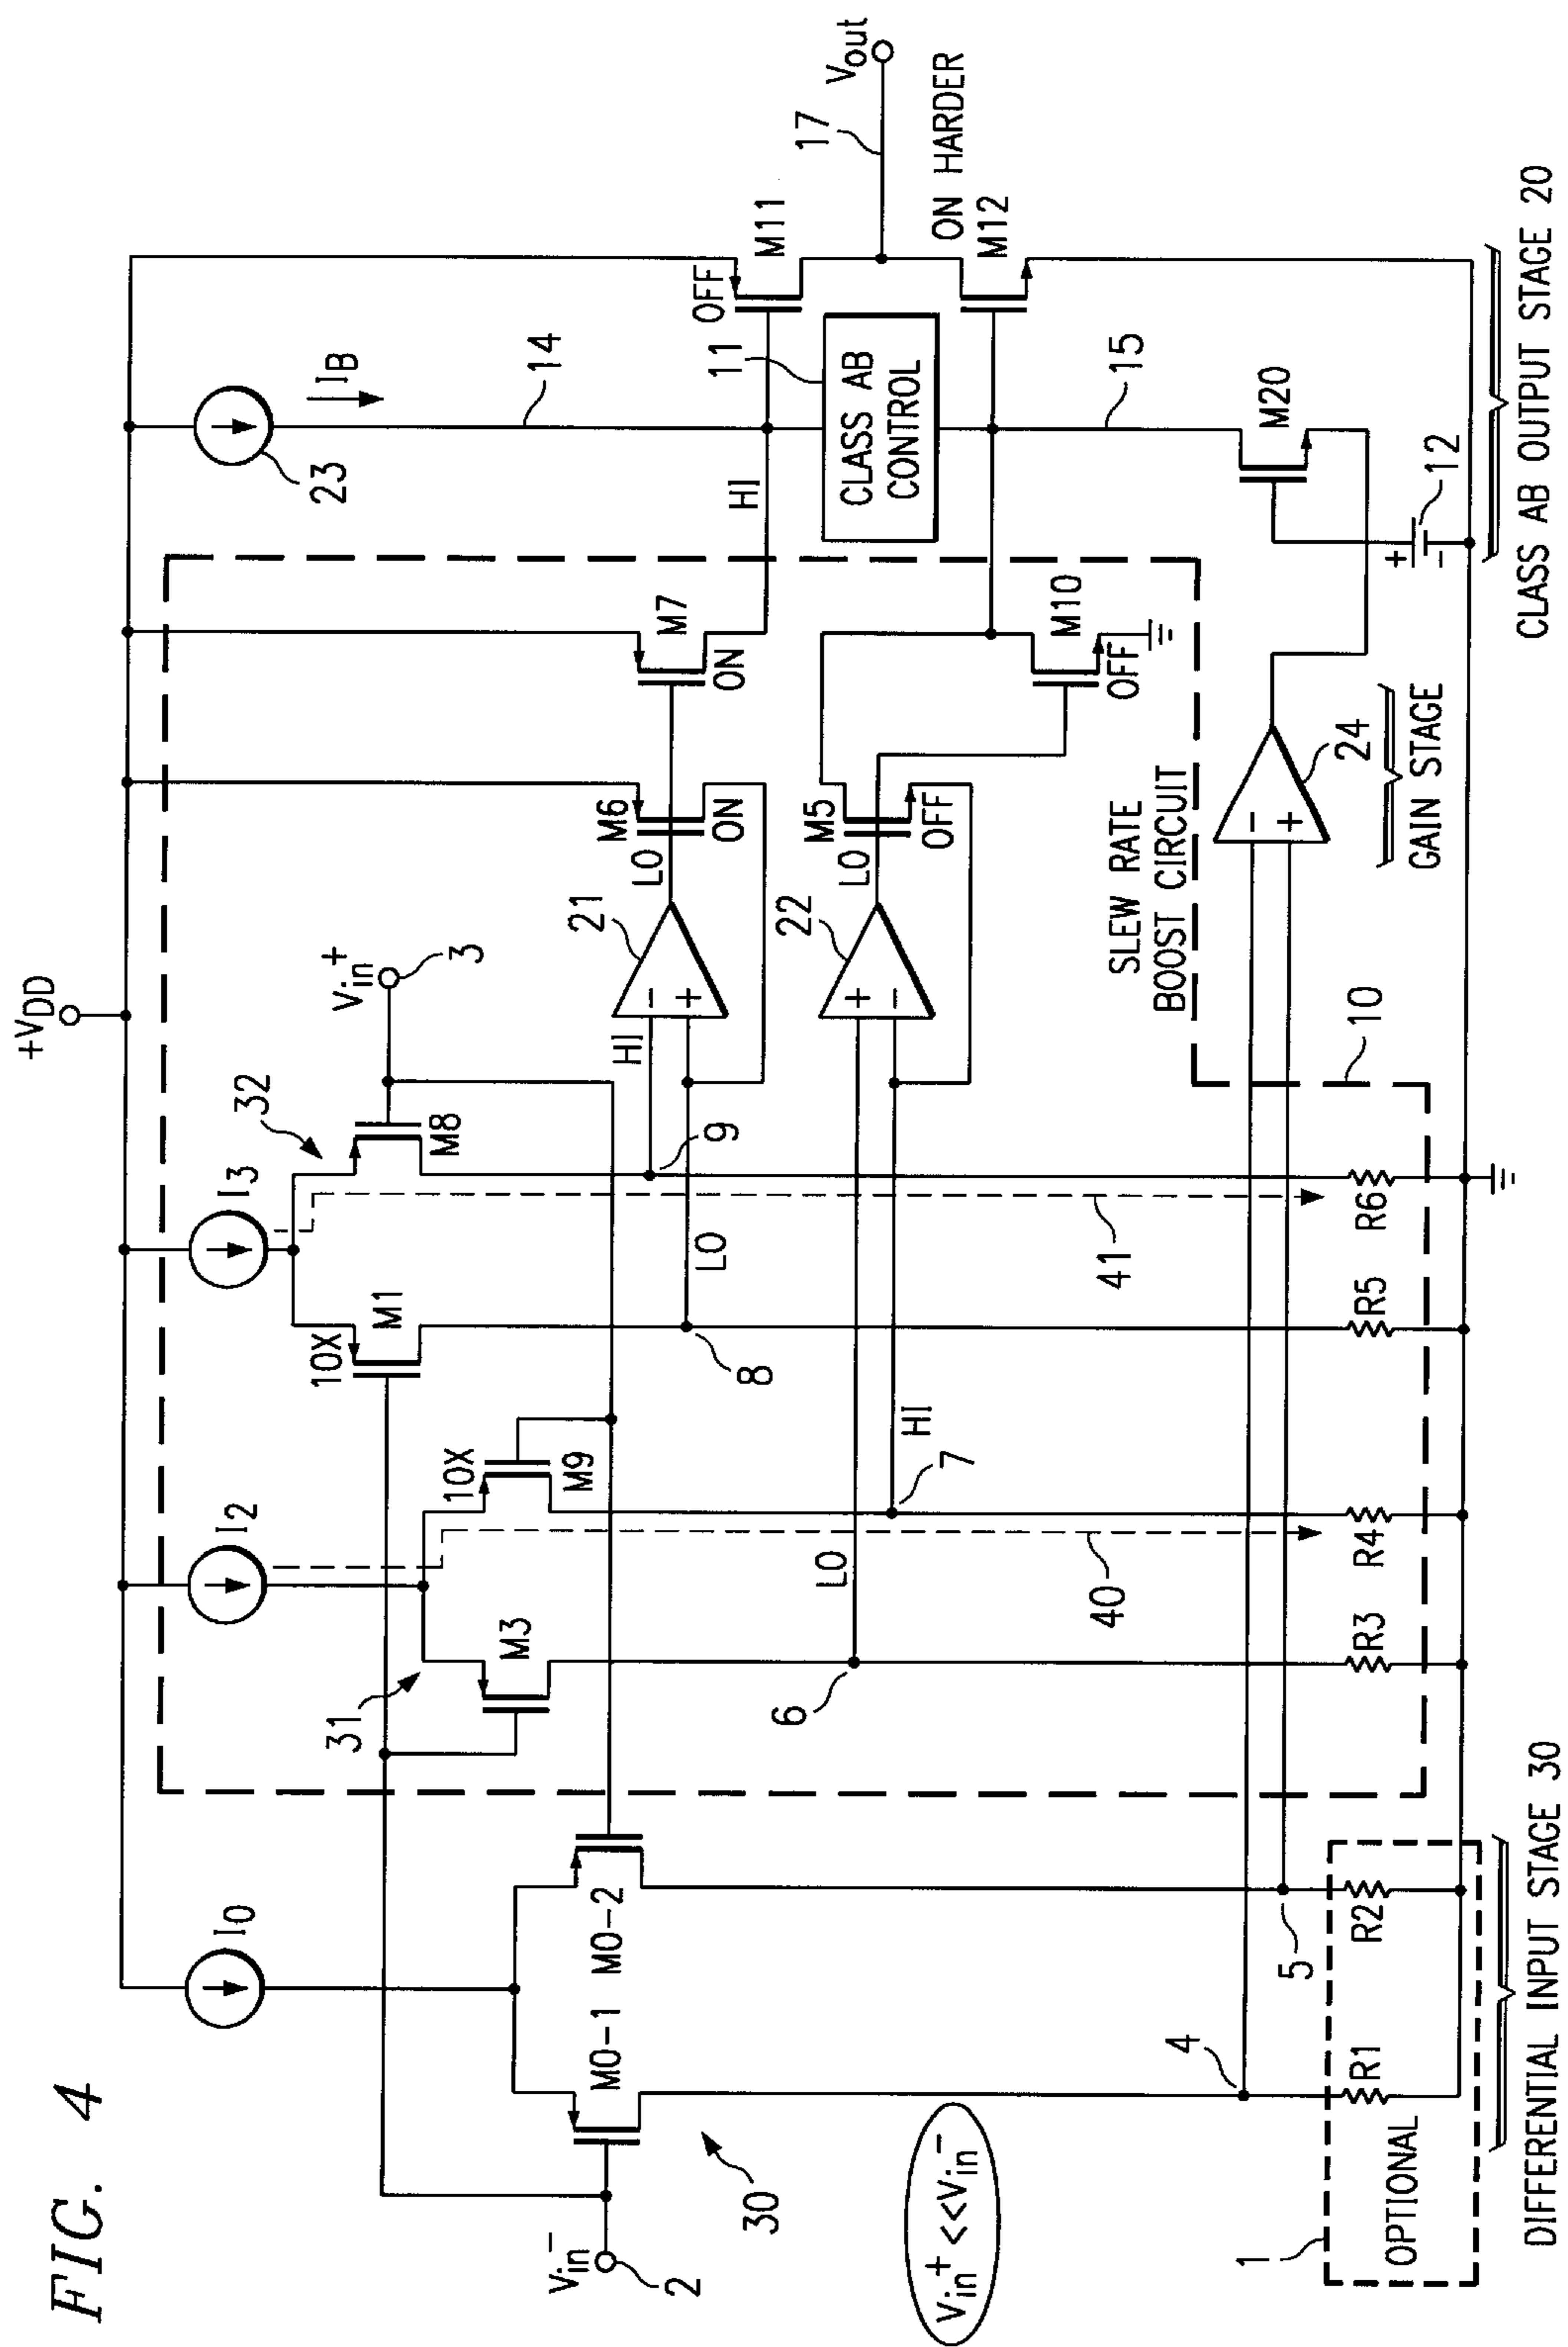 FIG. 4
+VDD
I0
I2
I3
23
IB
14
Vin−
2
Vin+
3
30
M0-1
M0-2
31
M3
10X
M9
10X
M1
32
M8
6
LO
7
HI
8
LO
9
HI
40
41
21
LO
M6
ON
M7
ON
HI
22
LO
M5
OFF
M10
OFF
OFF
M11
11
CLASS AB
CONTROL
17
Vout
ON HARDER
M12
15
M20
+
−
12
− +
+ −
− +
SLEW RATE
BOOST CIRCUIT
24
GAIN STAGE
10
Vin+<<Vin−
4
5
1
OPTIONAL
R1
R2
R3
R4
R5
R6
DIFFERENTIAL INPUT STAGE 30
CLASS AB OUTPUT STAGE 20